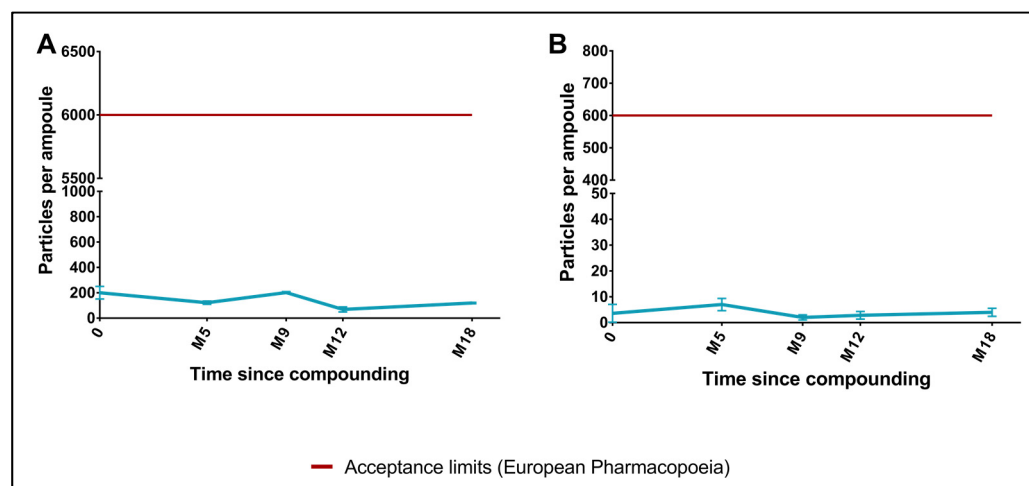 A
Particles per ampoule
6500
6000
5500
1000
800
600
400
200
0
0
M5
M9
M12
M18
Time since compounding
B
Particles per ampoule
800
700
600
500
400
50
40
30
20
10
0
0
M5
M9
M12
M18
Time since compounding
Acceptance limits (European Pharmacopoeia)